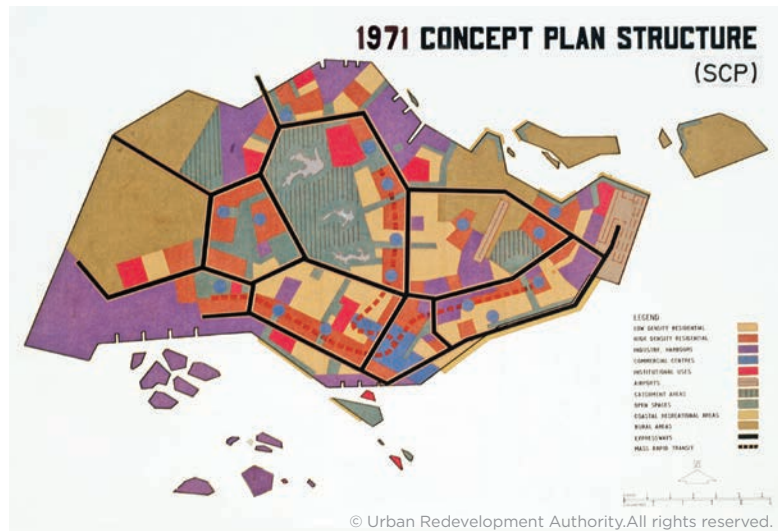 1971 CONCEPT PLAN STRUCTURE
(SCP)
LEGEND
LOW DENSITY RESIDENTIAL
HIGH DENSITY RESIDENTIAL
INDUSTRY, HARBOURS
COMMERCIAL CENTRES
INSTITUTIONAL USES
AIRPORTS
CATCHMENT AREAS
OPEN SPACES
COASTAL RECREATIONAL AREAS
RURAL AREAS
EXPRESSWAYS
MASS RAPID TRANSIT
© Urban Redevelopment Authority.All rights reserved.